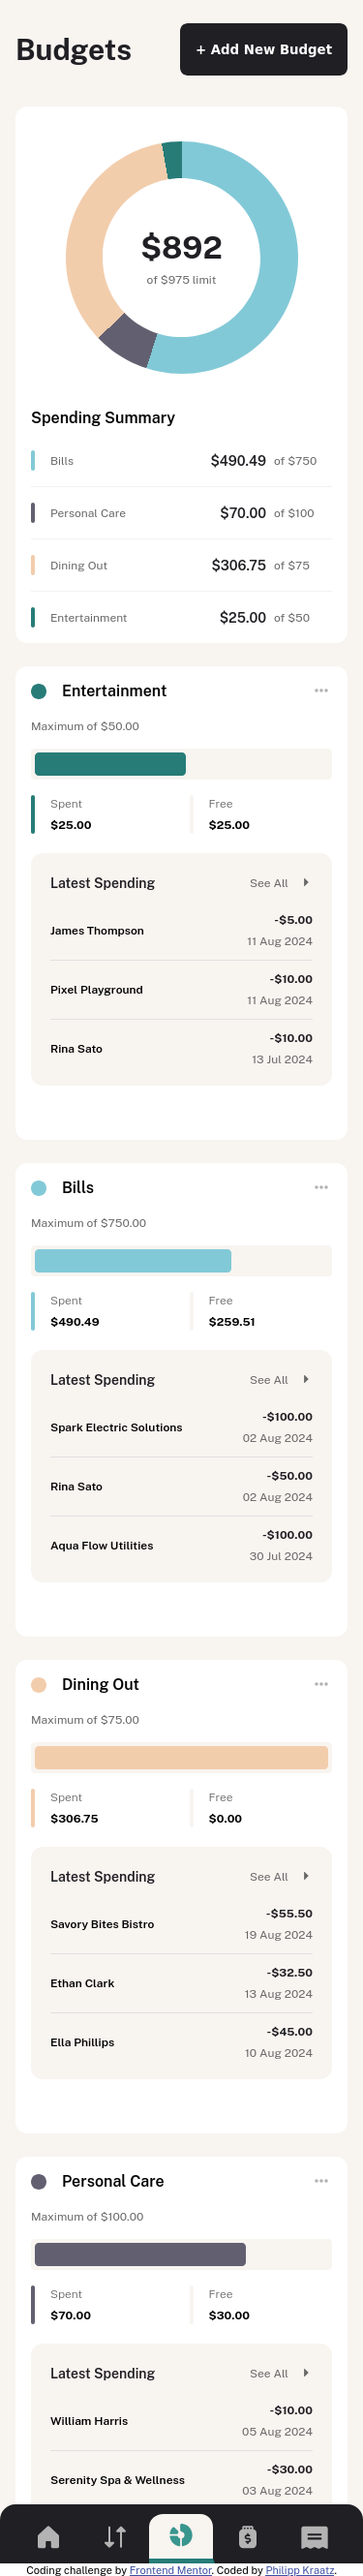 Budgets
+ Add New Budget
$892
of $975 limit
Spending Summary
Bills $490.49 of $750
Personal Care $70.00 of $100
Dining Out $306.75 of $75
Entertainment $25.00 of $50
Entertainment
Maximum of $50.00
Spent Free
$25.00 $25.00
Latest Spending See All
James Thompson -$5.00
11 Aug 2024
Pixel Playground -$10.00
11 Aug 2024
Rina Sato -$10.00
13 Jul 2024
Bills
Maximum of $750.00
Spent Free
$490.49 $259.51
Latest Spending See All
Spark Electric Solutions -$100.00
02 Aug 2024
Rina Sato -$50.00
02 Aug 2024
Aqua Flow Utilities -$100.00
30 Jul 2024
Dining Out
Maximum of $75.00
Spent Free
$306.75 $0.00
Latest Spending See All
Savory Bites Bistro -$55.50
19 Aug 2024
Ethan Clark -$32.50
13 Aug 2024
Ella Phillips -$45.00
10 Aug 2024
Personal Care
Maximum of $100.00
Spent Free
$70.00 $30.00
Latest Spending See All
William Harris -$10.00
05 Aug 2024
Serenity Spa & Wellness -$30.00
03 Aug 2024
Coding challenge by Frontend Mentor. Coded by Philipp Kraatz.